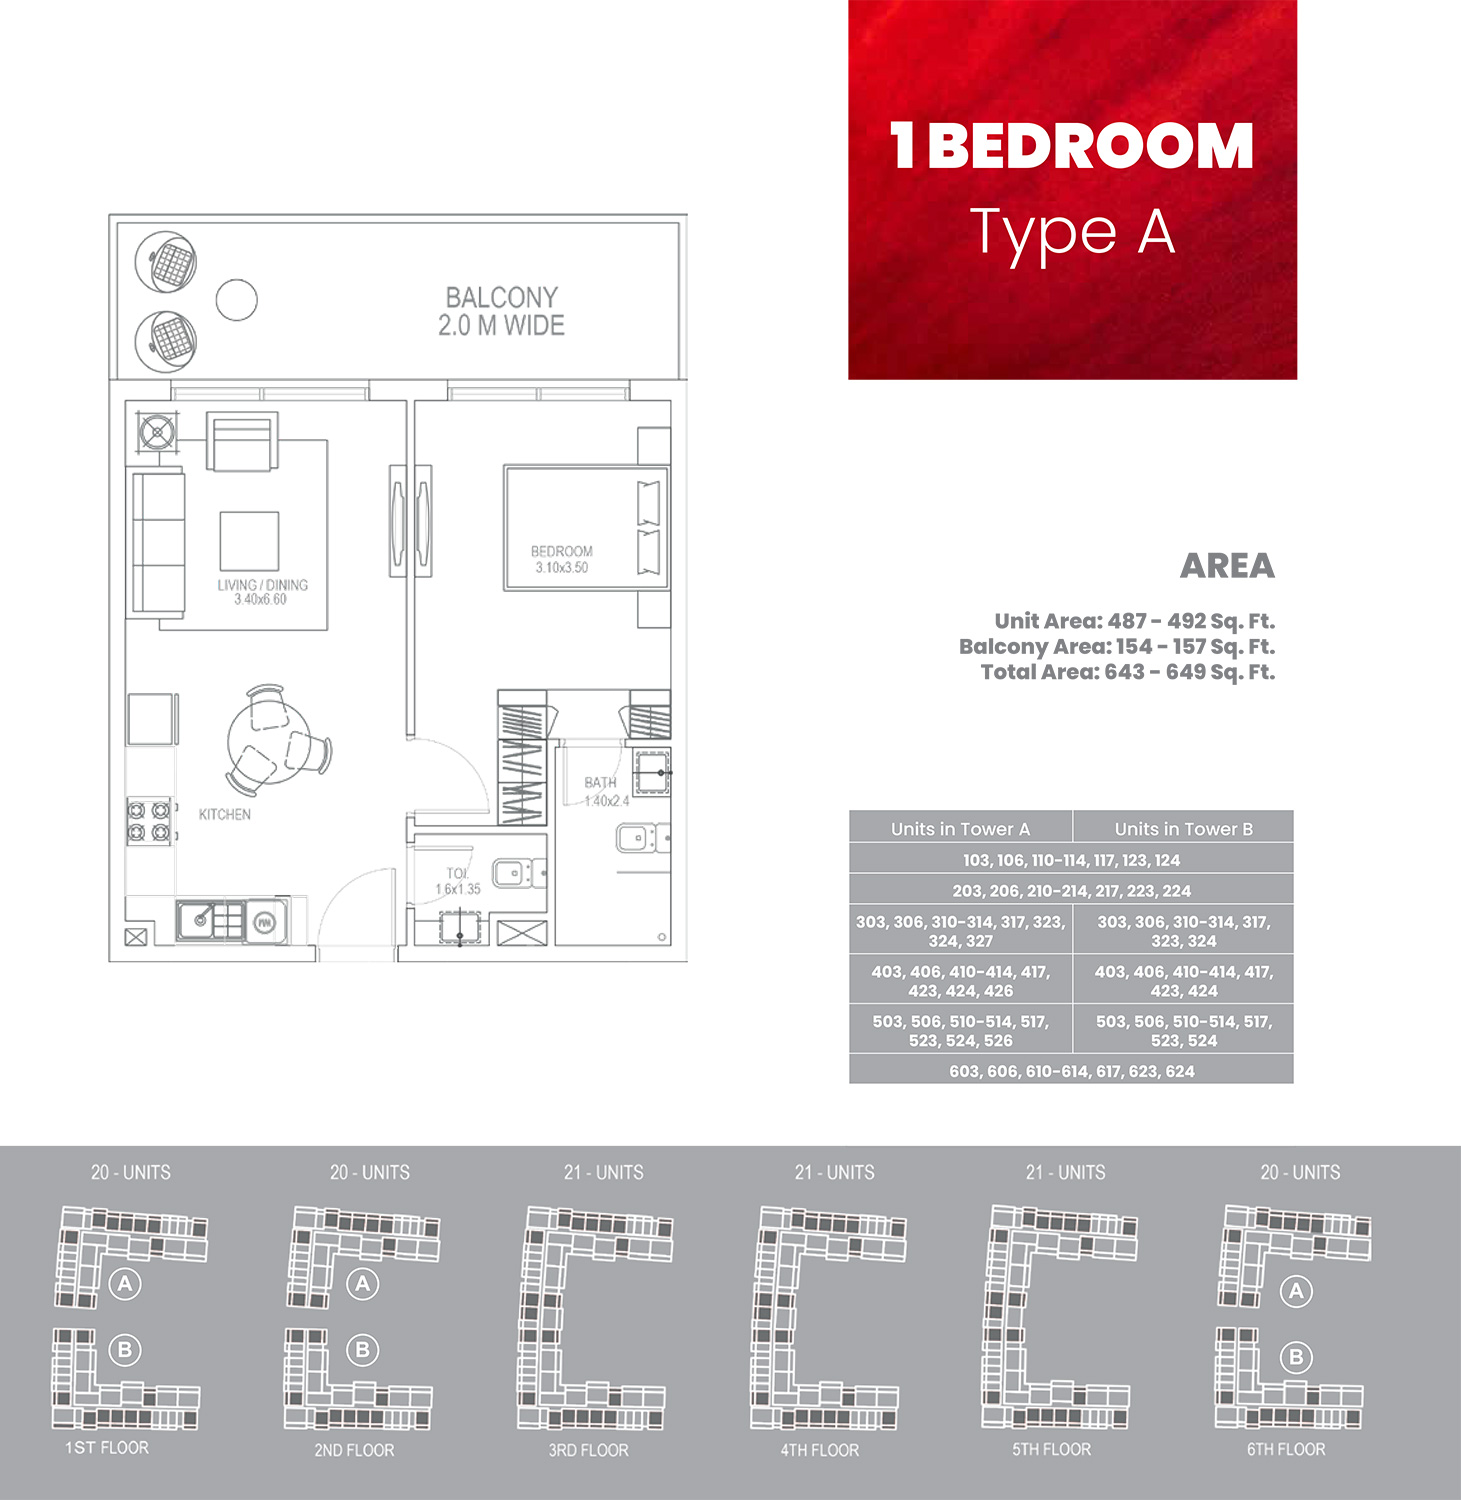 1 BEDROOM
Type A
BALCONY
2.0 M WIDE
BEDROOM
3.10x3.50
LIVING / DINING
3.40x6.60
KITCHEN
BATH
1.40x2.4
TOI.
1.6x1.35
WM
AREA
Unit Area: 487 - 492 Sq. Ft.
Balcony Area: 154 - 157 Sq. Ft.
Total Area: 643 - 649 Sq. Ft.
Units in Tower A
Units in Tower B
103, 106, 110-114, 117, 123, 124
203, 206, 210-214, 217, 223, 224
303, 306, 310-314, 317, 323,
324, 327
303, 306, 310-314, 317,
323, 324
403, 406, 410-414, 417,
423, 424, 426
403, 406, 410-414, 417,
423, 424
503, 506, 510-514, 517,
523, 524, 526
503, 506, 510-514, 517,
523, 524
603, 606, 610-614, 617, 623, 624
20 - UNITS
20 - UNITS
21 - UNITS
21 - UNITS
21 - UNITS
20 - UNITS
A
A
A
B
B
B
1ST FLOOR
2ND FLOOR
3RD FLOOR
4TH FLOOR
5TH FLOOR
6TH FLOOR